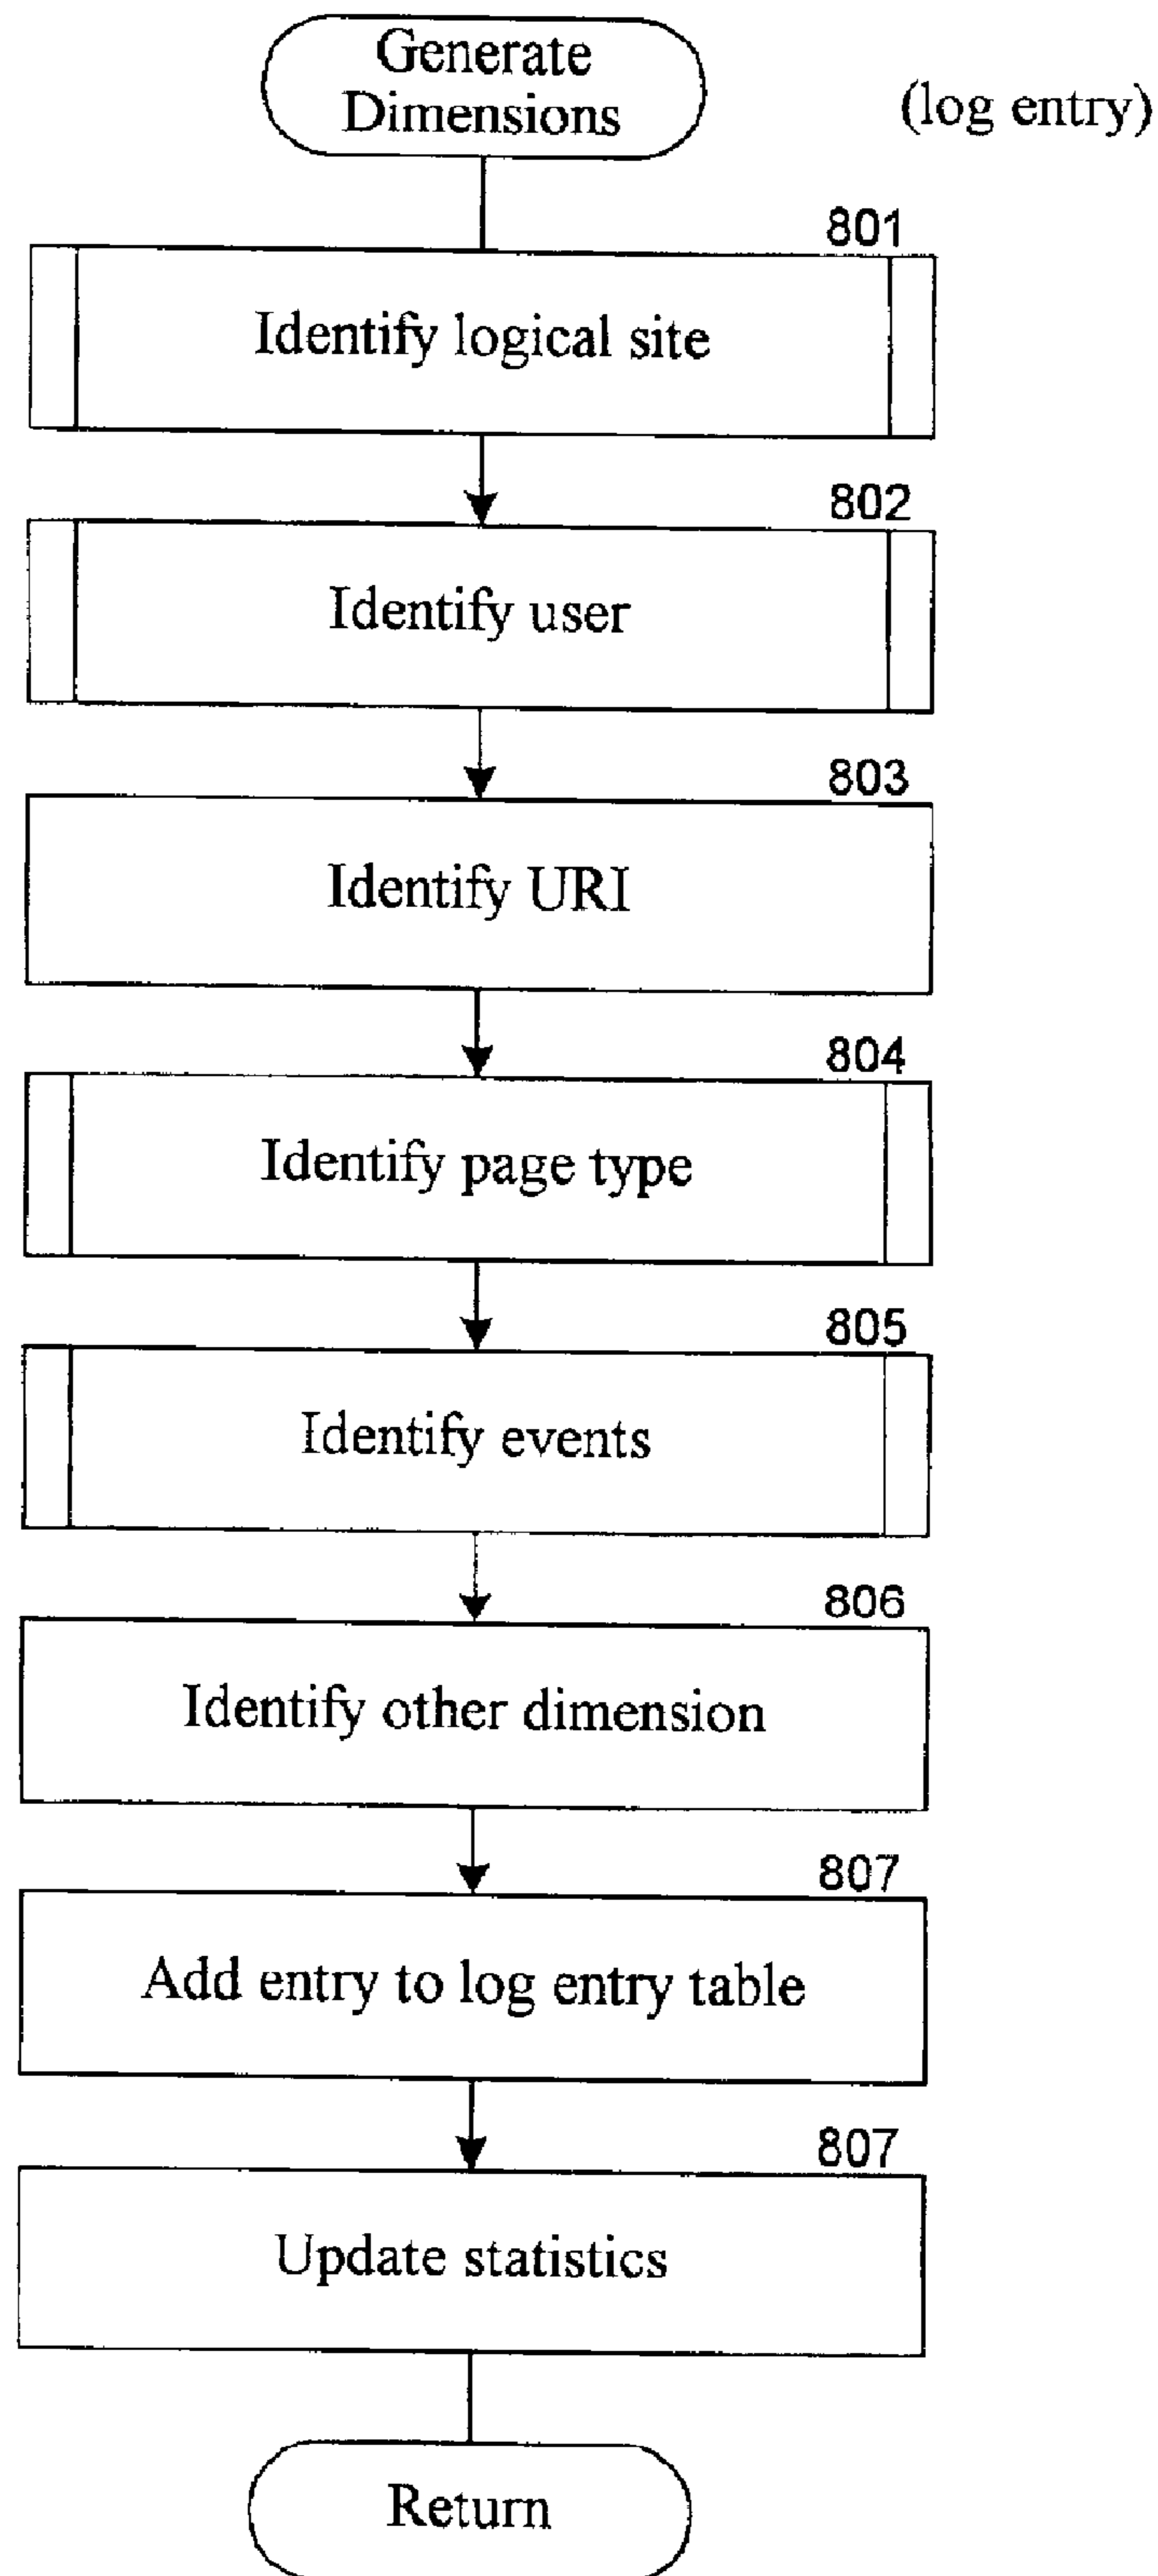 Generate
Dimensions
(log entry)
801
Identify logical site
802
Identify user
803
Identify URI
804
Identify page type
805
Identify events
806
Identify other dimension
807
Add entry to log entry table
807
Update statistics
Return